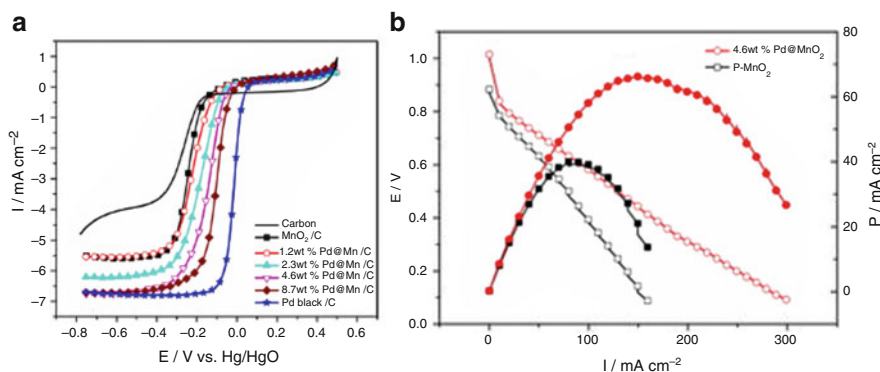 a
I / mA cm⁻²
1
0
−1
−2
−3
−4
−5
−6
−7
Carbon
MnO₂ /C
1.2wt % Pd@Mn /C
2.3wt % Pd@Mn /C
4.6wt % Pd@Mn /C
8.7wt % Pd@Mn /C
Pd black /C
−0.8 −0.6 −0.4 −0.2 0.0 0.2 0.4 0.6
E / V vs. Hg/HgO
b
E / V
1.0
0.8
0.6
0.4
0.2
0.0
4.6wt % Pd@MnO₂
P-MnO₂
80
60
40
20
0
P / mA cm⁻²
0 100 200 300
I / mA cm⁻²